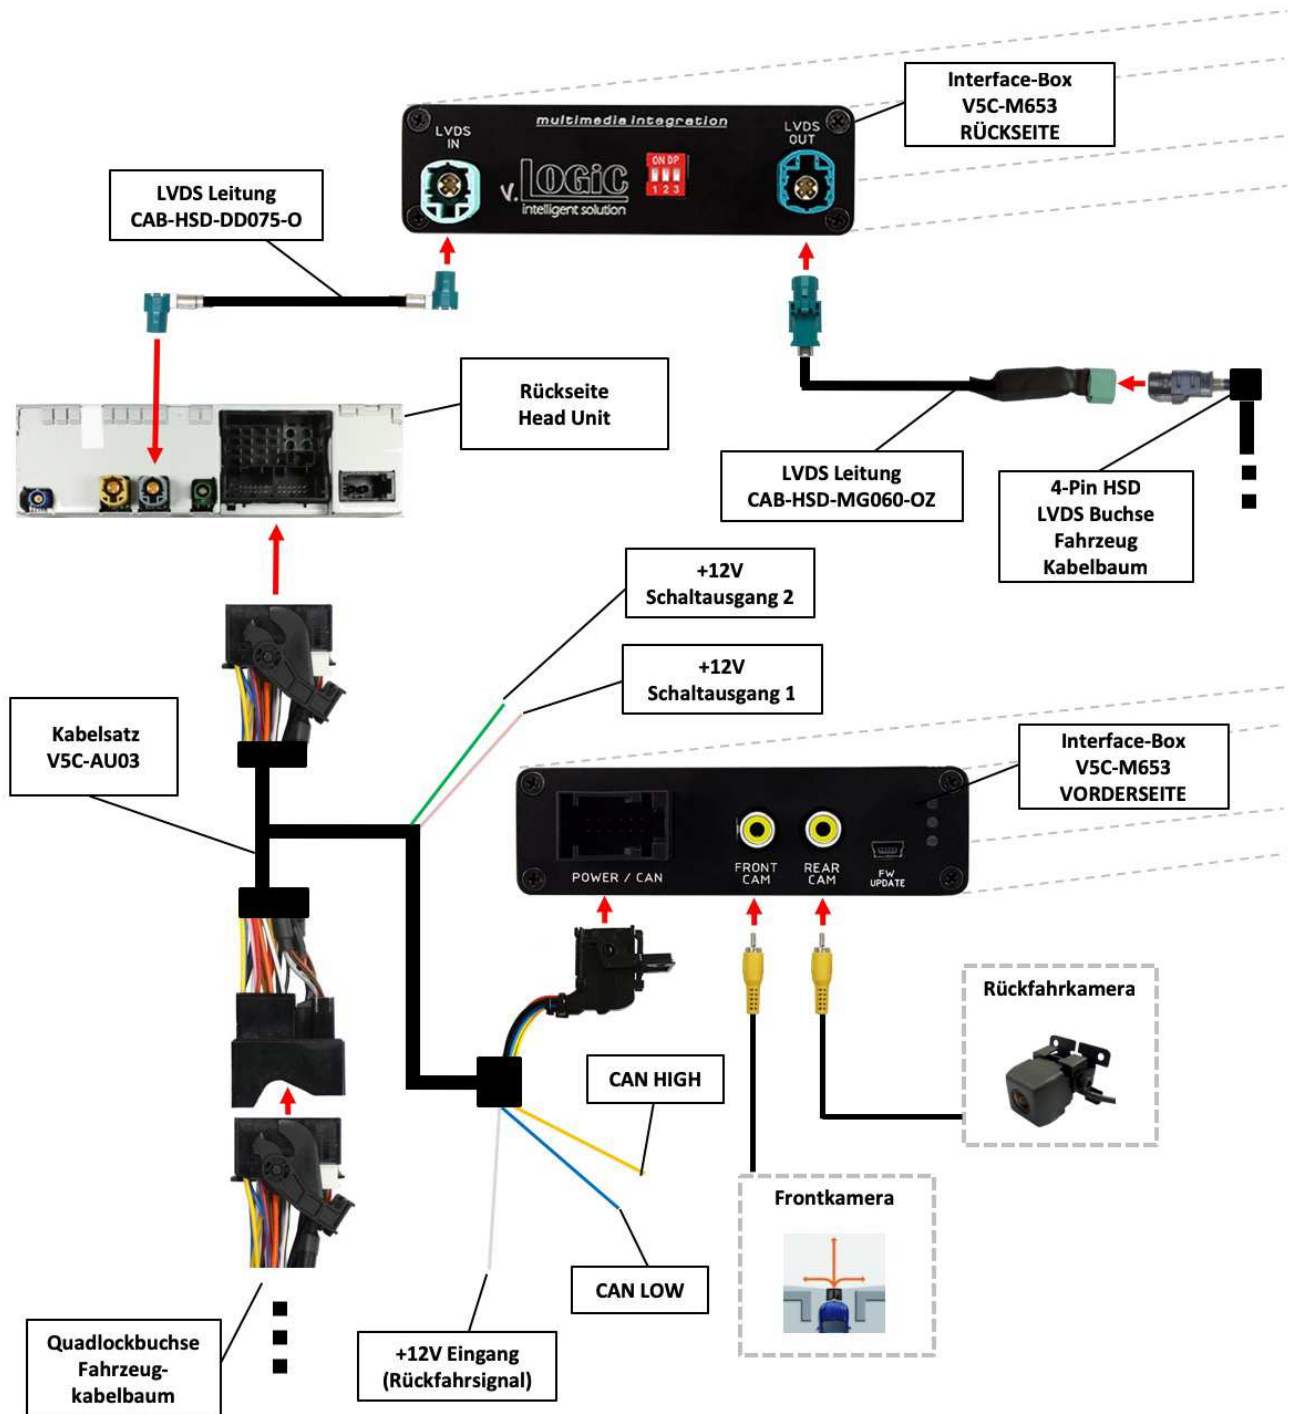 Interface-Box
V5C-M653
RÜCKSEITE
multimedia integration
LVDS
IN
LVDS
OUT
ON DP
1 2 3
v.LOGiC
intelligent solution
LVDS Leitung
CAB-HSD-DD075-O
Rückseite
Head Unit
LVDS Leitung
CAB-HSD-MG060-OZ
4-Pin HSD
LVDS Buchse
Fahrzeug
Kabelbaum
+12V
Schaltausgang 2
+12V
Schaltausgang 1
Kabelsatz
V5C-AU03
Interface-Box
V5C-M653
VORDERSEITE
POWER / CAN
FRONT
CAM
REAR
CAM
FW
UPDATE
Rückfahrkamera
CAN HIGH
Frontkamera
CAN LOW
+12V Eingang
(Rückfahrsignal)
Quadlockbuchse
Fahrzeug-
kabelbaum